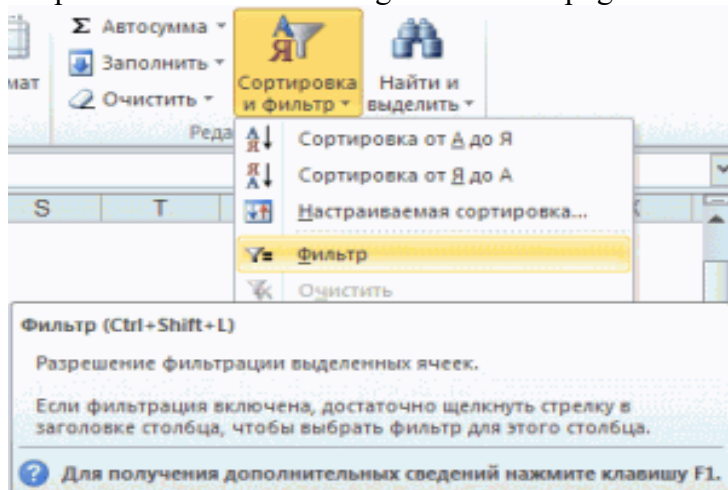 Σ Автосумма
Заполнить
Очистить
Сортировка
и фильтр
Найти и
выделить
мат
Реда
Сортировка от А до Я
Сортировка от Я до А
Настраиваемая сортировка...
Фильтр
Очистить
S T
Фильтр (Ctrl+Shift+L)
Разрешение фильтрации выделенных ячеек.
Если фильтрация включена, достаточно щелкнуть стрелку в
заголовке столбца, чтобы выбрать фильтр для этого столбца.
Для получения дополнительных сведений нажмите клавишу F1.